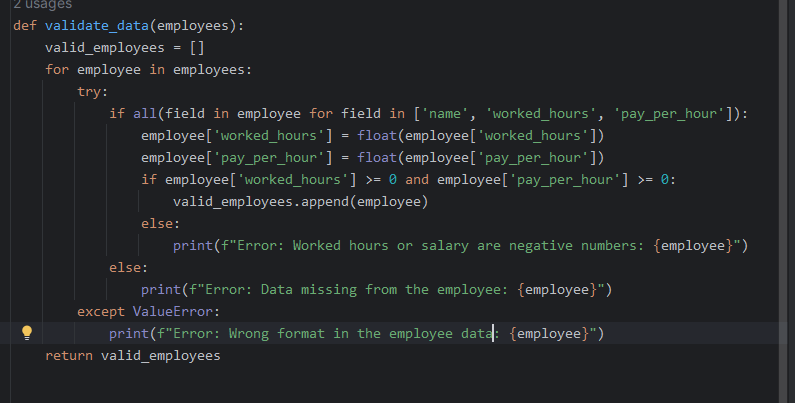 2 usages
def validate_data(employees):
    valid_employees = []
    for employee in employees:
        try:
            if all(field in employee for field in ['name', 'worked_hours', 'pay_per_hour']):
                employee['worked_hours'] = float(employee['worked_hours'])
                employee['pay_per_hour'] = float(employee['pay_per_hour'])
                if employee['worked_hours'] >= 0 and employee['pay_per_hour'] >= 0:
                    valid_employees.append(employee)
                else:
                    print(f"Error: Worked hours or salary are negative numbers: {employee}")
            else:
                print(f"Error: Data missing from the employee: {employee}")
        except ValueError:
            print(f"Error: Wrong format in the employee data: {employee}")
    return valid_employees